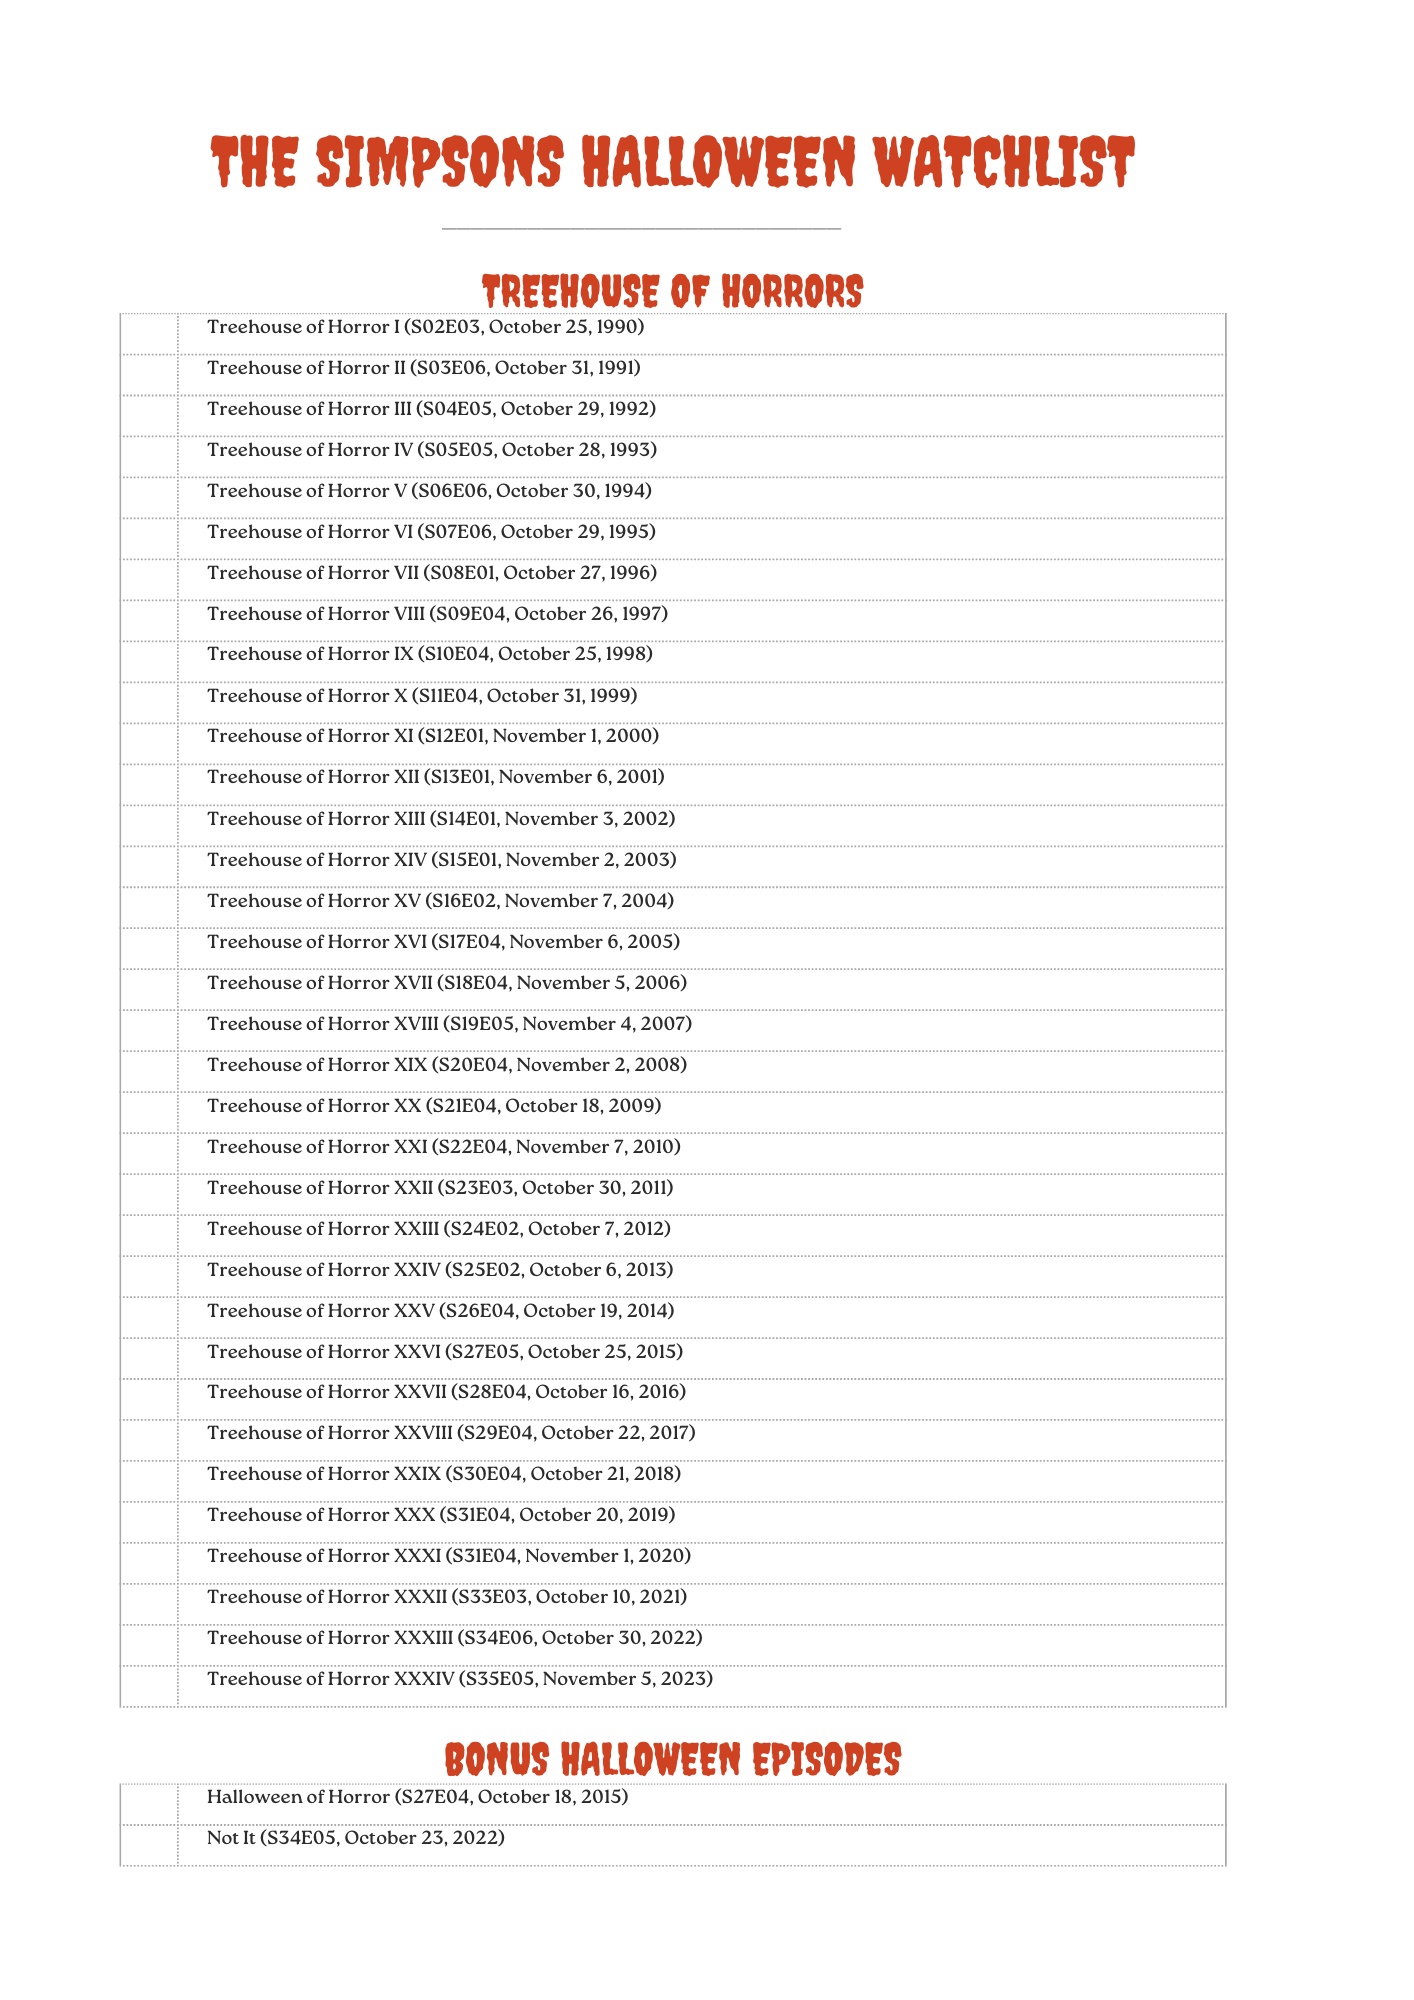 THE SIMPSONS HALLOWEEN WATCHLIST
TREEHOUSE OF HORRORS
Treehouse of Horror I (S02E03, October 25, 1990)
Treehouse of Horror II (S03E06, October 31, 1991)
Treehouse of Horror III (S04E05, October 29, 1992)
Treehouse of Horror IV (S05E05, October 28, 1993)
Treehouse of Horror V (S06E06, October 30, 1994)
Treehouse of Horror VI (S07E06, October 29, 1995)
Treehouse of Horror VII (S08E01, October 27, 1996)
Treehouse of Horror VIII (S09E04, October 26, 1997)
Treehouse of Horror IX (S10E04, October 25, 1998)
Treehouse of Horror X (S11E04, October 31, 1999)
Treehouse of Horror XI (S12E01, November 1, 2000)
Treehouse of Horror XII (S13E01, November 6, 2001)
Treehouse of Horror XIII (S14E01, November 3, 2002)
Treehouse of Horror XIV (S15E01, November 2, 2003)
Treehouse of Horror XV (S16E02, November 7, 2004)
Treehouse of Horror XVI (S17E04, November 6, 2005)
Treehouse of Horror XVII (S18E04, November 5, 2006)
Treehouse of Horror XVIII (S19E05, November 4, 2007)
Treehouse of Horror XIX (S20E04, November 2, 2008)
Treehouse of Horror XX (S21E04, October 18, 2009)
Treehouse of Horror XXI (S22E04, November 7, 2010)
Treehouse of Horror XXII (S23E03, October 30, 2011)
Treehouse of Horror XXIII (S24E02, October 7, 2012)
Treehouse of Horror XXIV (S25E02, October 6, 2013)
Treehouse of Horror XXV (S26E04, October 19, 2014)
Treehouse of Horror XXVI (S27E05, October 25, 2015)
Treehouse of Horror XXVII (S28E04, October 16, 2016)
Treehouse of Horror XXVIII (S29E04, October 22, 2017)
Treehouse of Horror XXIX (S30E04, October 21, 2018)
Treehouse of Horror XXX (S31E04, October 20, 2019)
Treehouse of Horror XXXI (S31E04, November 1, 2020)
Treehouse of Horror XXXII (S33E03, October 10, 2021)
Treehouse of Horror XXXIII (S34E06, October 30, 2022)
Treehouse of Horror XXXIV (S35E05, November 5, 2023)
BONUS HALLOWEEN EPISODES
Halloween of Horror (S27E04, October 18, 2015)
Not It (S34E05, October 23, 2022)